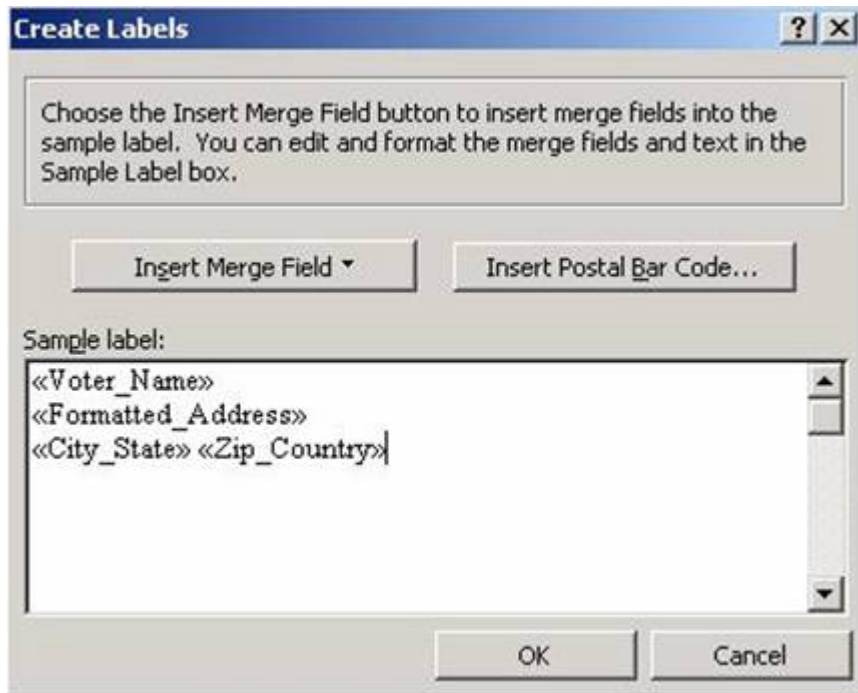 Create Labels
Choose the Insert Merge Field button to insert merge fields into the
sample label. You can edit and format the merge fields and text in the
Sample Label box.
Insert Merge Field
Insert Postal Bar Code...
Sample label:
«Voter_Name»
«Formatted_Address»
«City_State» «Zip_Country»
OK
Cancel